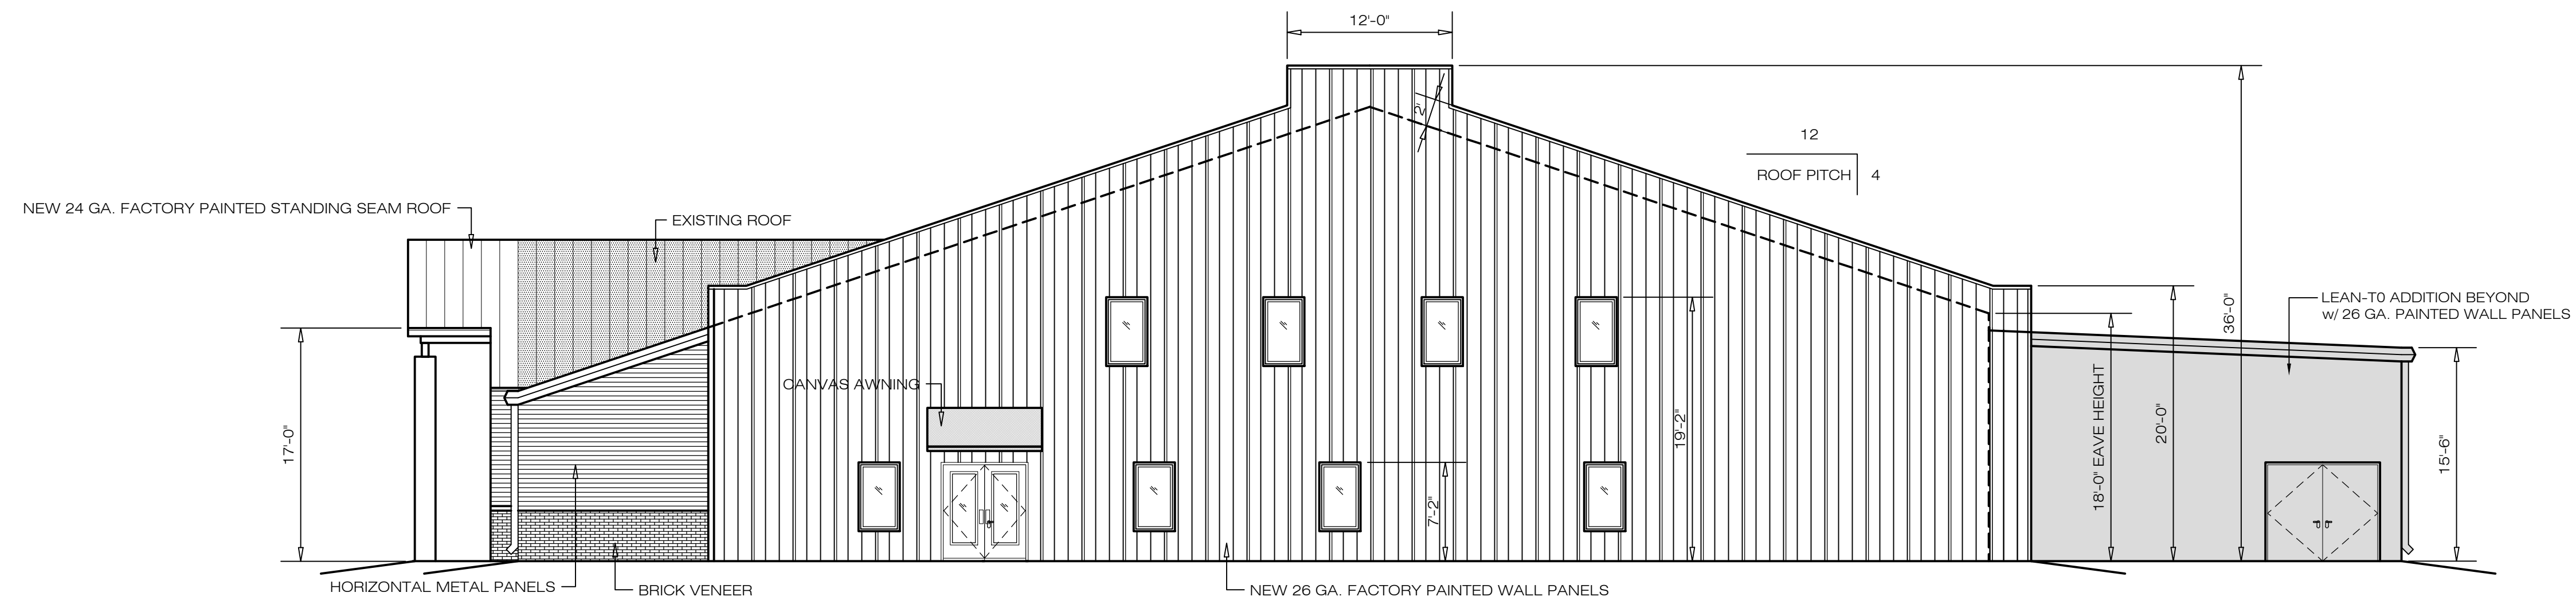 12'-0"
2'
12
ROOF PITCH 4
NEW 24 GA. FACTORY PAINTED STANDING SEAM ROOF
EXISTING ROOF
LEAN-T0 ADDITION BEYOND
w/ 26 GA. PAINTED WALL PANELS
36'-0"
CANVAS AWNING
17'-0"
19'-2"
7'-2"
18'-0" EAVE HEIGHT
20'-0"
15'-6"
HORIZONTAL METAL PANELS
BRICK VENEER
NEW 26 GA. FACTORY PAINTED WALL PANELS